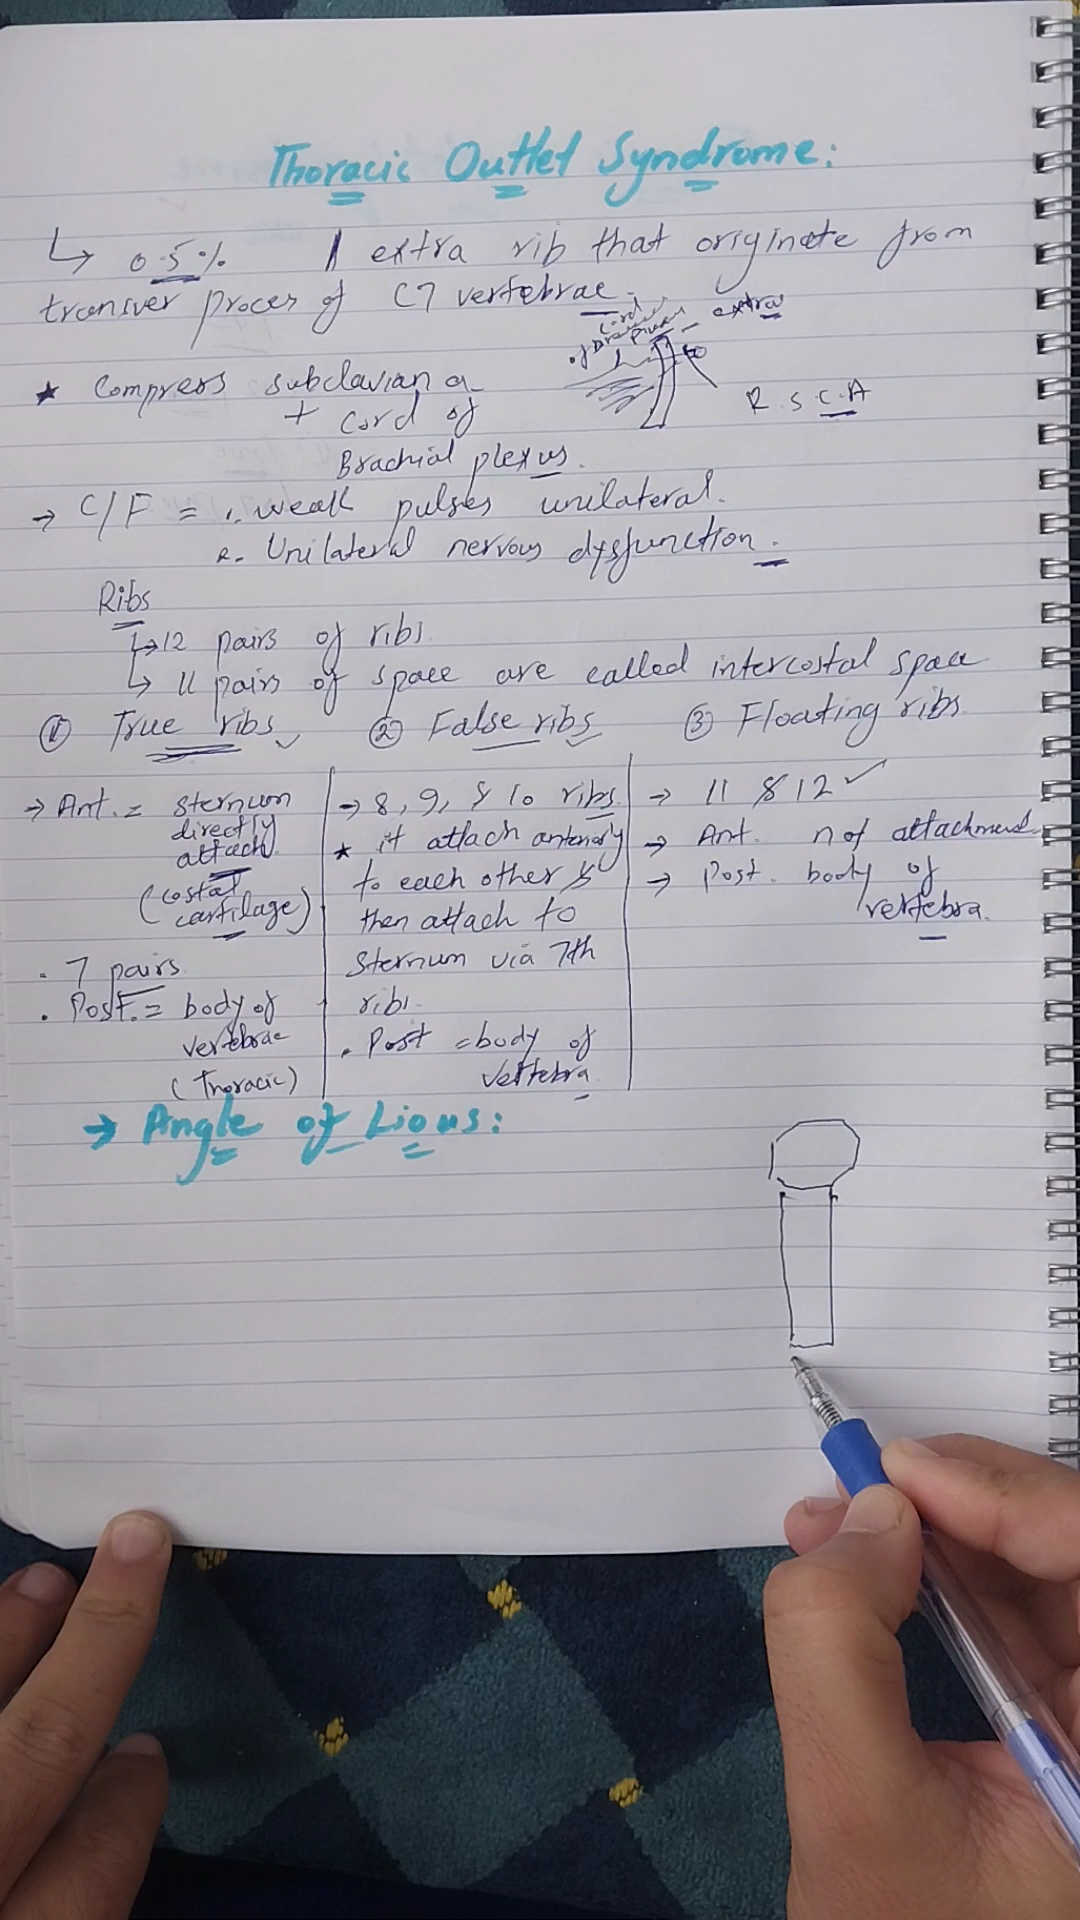 Thoracic Outlet Syndrome:
↳ 0.5% 1 extra rib that originate from
transver proces of C7 vertebrae.
cord
of
extra
R.S.C.A
* Compress subclavian a
+ cord of
Brachial plexus.
→ C/F = 1. weak pulses unilateral.
2. Unilateral nervous dysfunction.
Ribs
↳ 12 pairs of ribs
↳ 11 pairs of space are called intercostal space
① True ribs ② False ribs ③ Floating ribs
→ Ant. = sternum
directly
attach
(costal
cartilage)
. 7 pairs
. Post. = body of
vertebrae
(Thoracic)
→ 8, 9, & 10 ribs
* it attach anteriorly
to each other &
then attach to
sternum via 7th
ribs.
. Post = body of
vertebra
→ 11 & 12 ✓
→ Ant. not attachment
→ Post. body of
vertebra.
→ Angle of Lious: